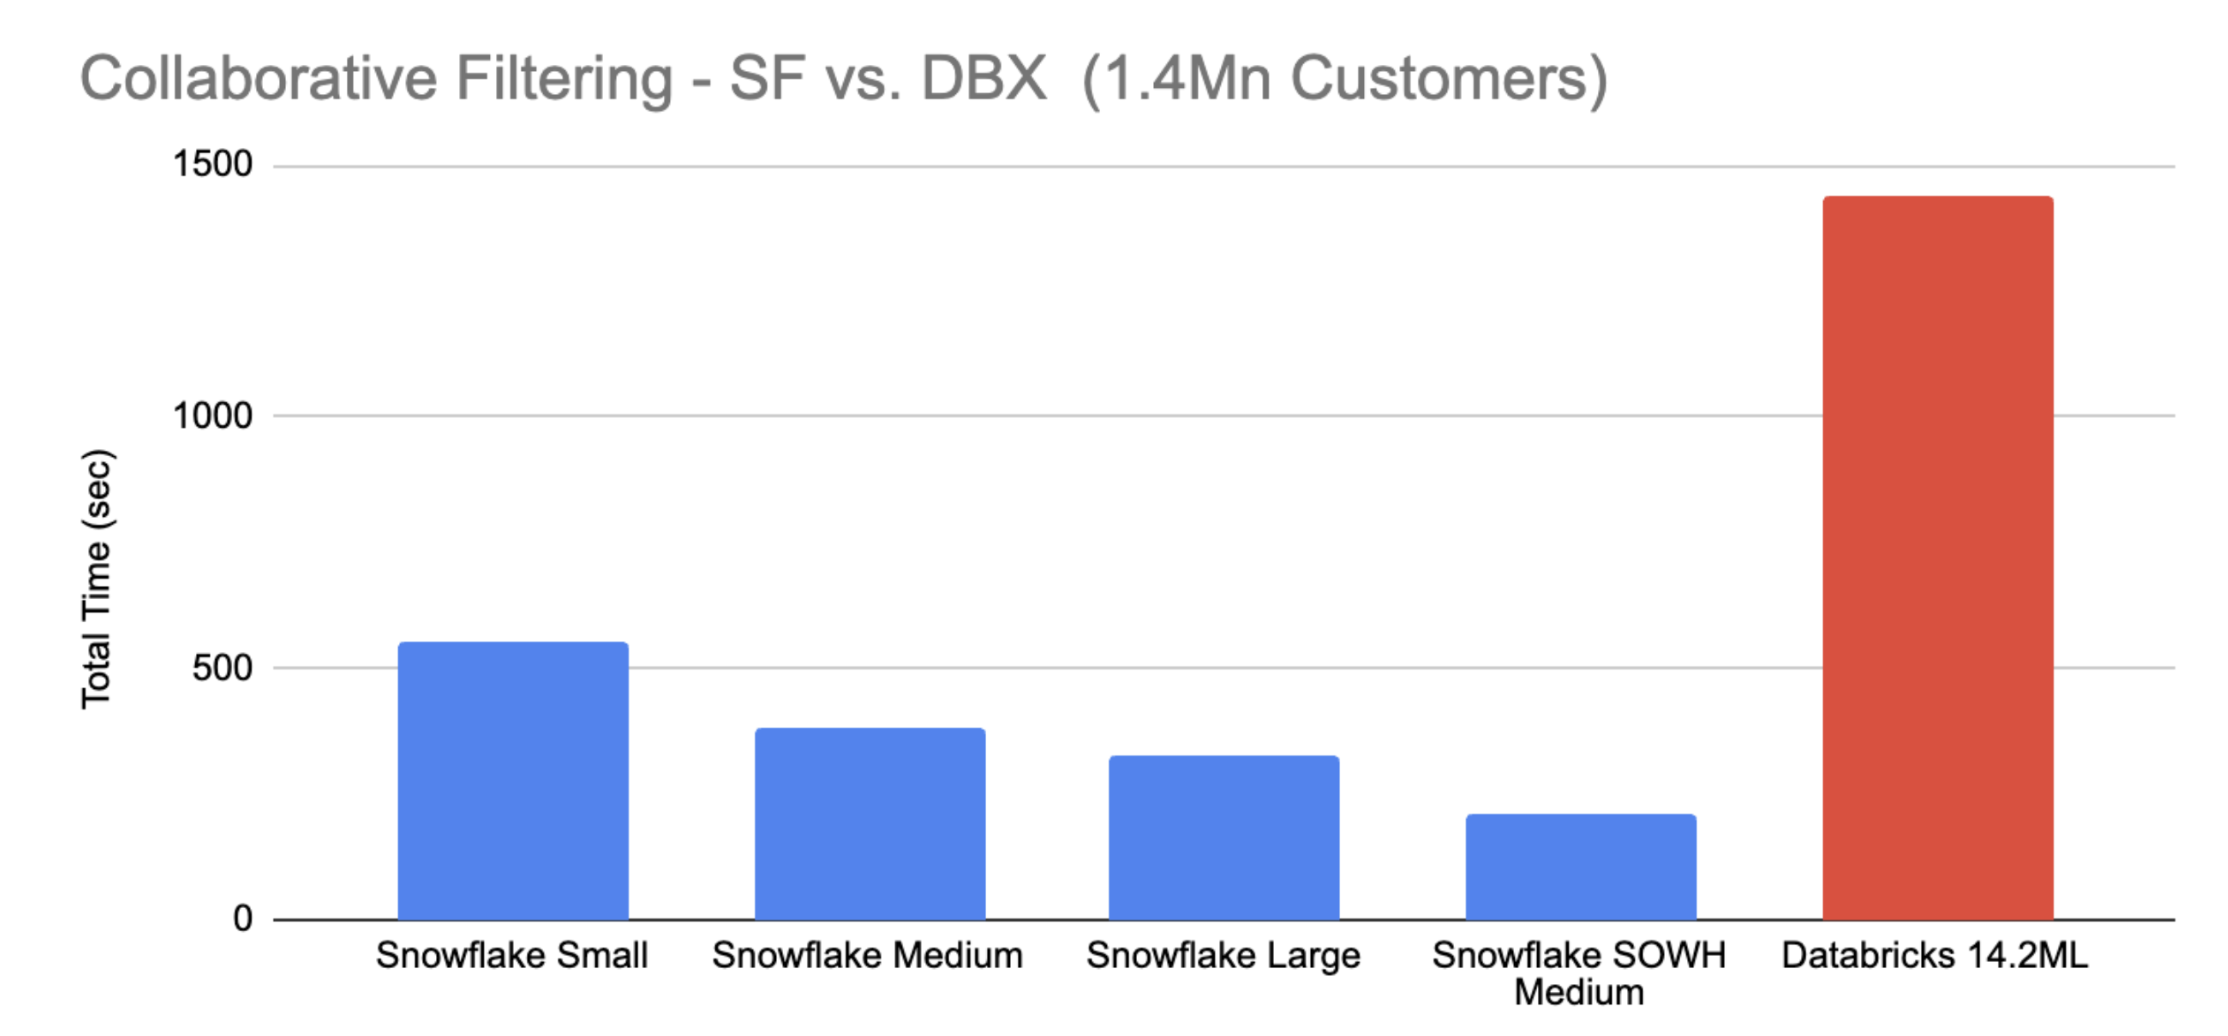 Collaborative Filtering - SF vs. DBX  (1.4Mn Customers)
1500
1000
500
0
Total Time (sec)
Snowflake Small
Snowflake Medium
Snowflake Large
Snowflake SOWH
Medium
Databricks 14.2ML